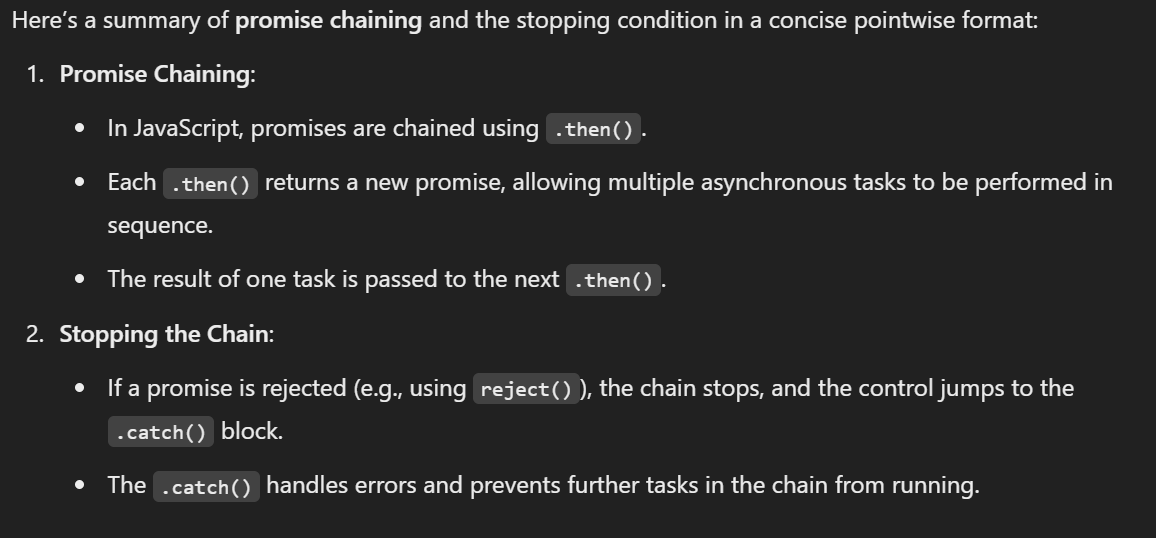 Here’s a summary of promise chaining and the stopping condition in a concise pointwise format:
1. Promise Chaining:
• In JavaScript, promises are chained using .then().
• Each .then() returns a new promise, allowing multiple asynchronous tasks to be performed in
sequence.
• The result of one task is passed to the next .then().
2. Stopping the Chain:
• If a promise is rejected (e.g., using reject()), the chain stops, and the control jumps to the
.catch() block.
• The .catch() handles errors and prevents further tasks in the chain from running.